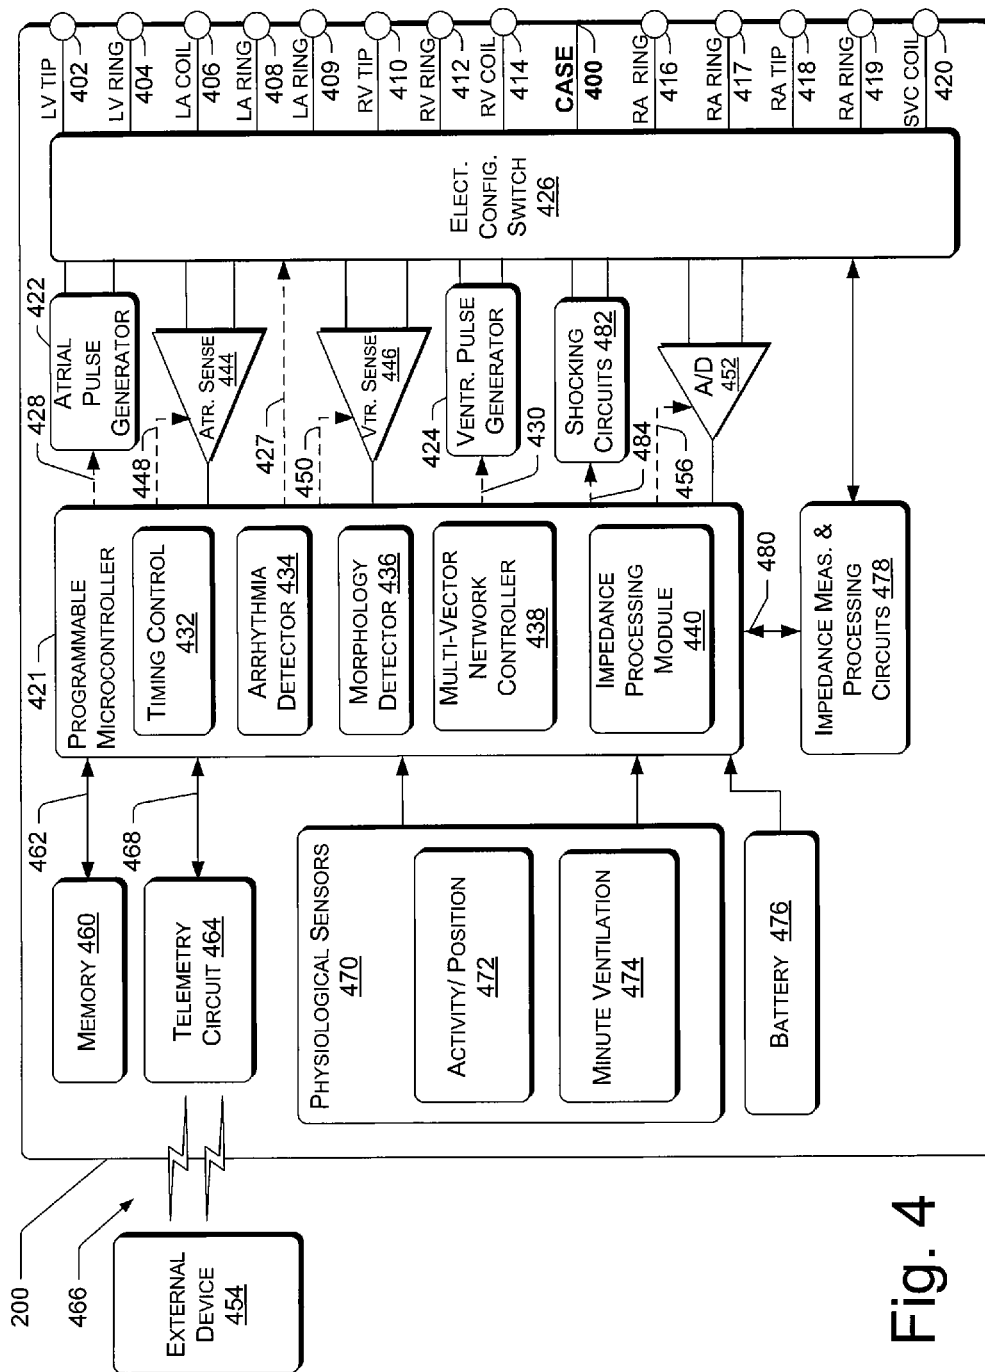 200
466
EXTERNAL
DEVICE
454
MEMORY 460
462
TELEMETRY
CIRCUIT 464
468
PHYSIOLOGICAL SENSORS
470
ACTIVITY/POSITION
472
MINUTE VENTILATION
474
BATTERY 476
421
PROGRAMMABLE
MICROCONTROLLER
TIMING CONTROL
432
ARRHYTHMIA
DETECTOR 434
MORPHOLOGY
DETECTOR 436
MULTI-VECTOR
NETWORK
CONTROLLER
438
IMPEDANCE
PROCESSING
MODULE
440
480
IMPEDANCE MEAS. &
PROCESSING
CIRCUITS 478
428
422
ATRIAL
PULSE
GENERATOR
448
ATR. SENSE
444
427
450
VTR. SENSE
446
424
VENTR. PULSE
GENERATOR
430
SHOCKING
CIRCUITS 482
484
456
A/D
452
ELECT.
CONFIG.
SWITCH
426
LV TIP
402
LV RING
404
LA COIL
406
LA RING
408
LA RING
409
RV TIP
410
RV RING
412
RV COIL
414
CASE
400
RA RING
416
RA RING
417
RA TIP
418
RA RING
419
SVC COIL
420
Fig. 4